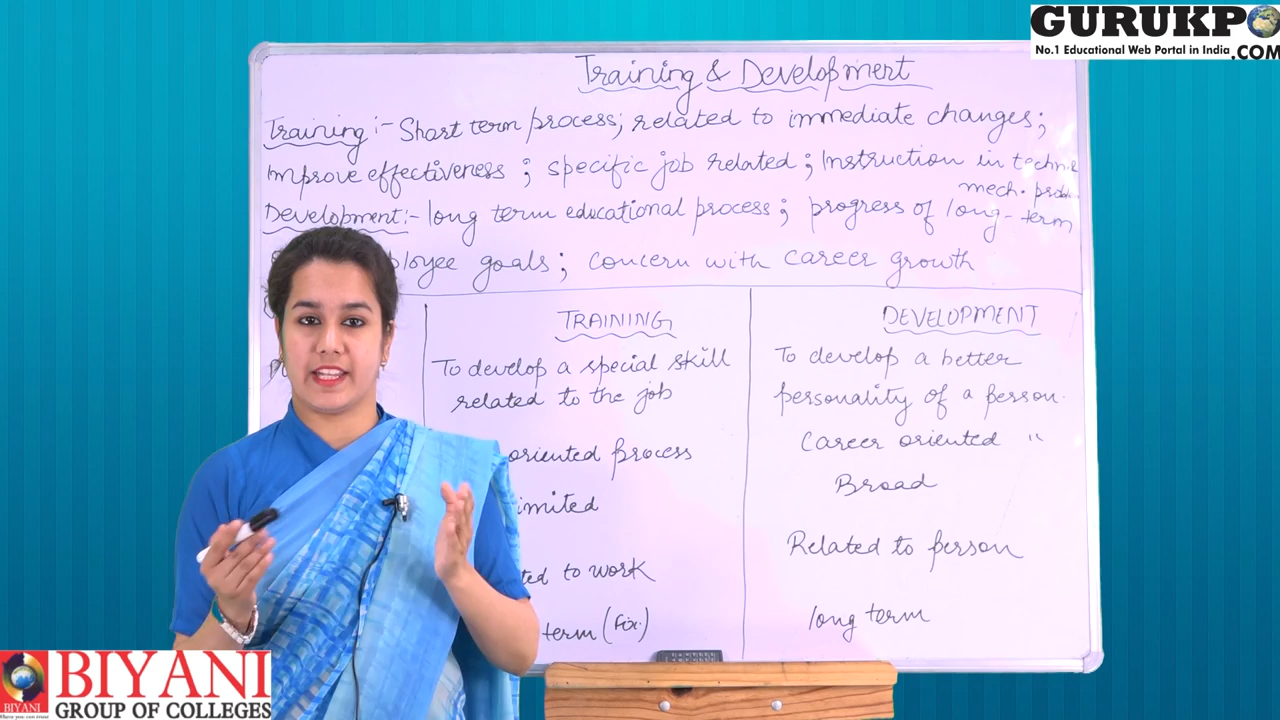 GURUKPO
No.1 Educational Web Portal in India
.COM
Training & Development
Training :- Short term process; related to immediate changes;
improve effectiveness ; specific job related ; Instruction in
mech.
Development:- long term educational process ; progress of long-term
goals ; concern with career growth
TRAINING
DEVELOPMENT
To develop a special skill
related to the job
To develop a better
personality of a person.
oriented process
Career oriented "
imited
Broad
ted to work
Related to person
term (Fix.)
long term
BIYANI
GROUP OF COLLEGES
BIYANI